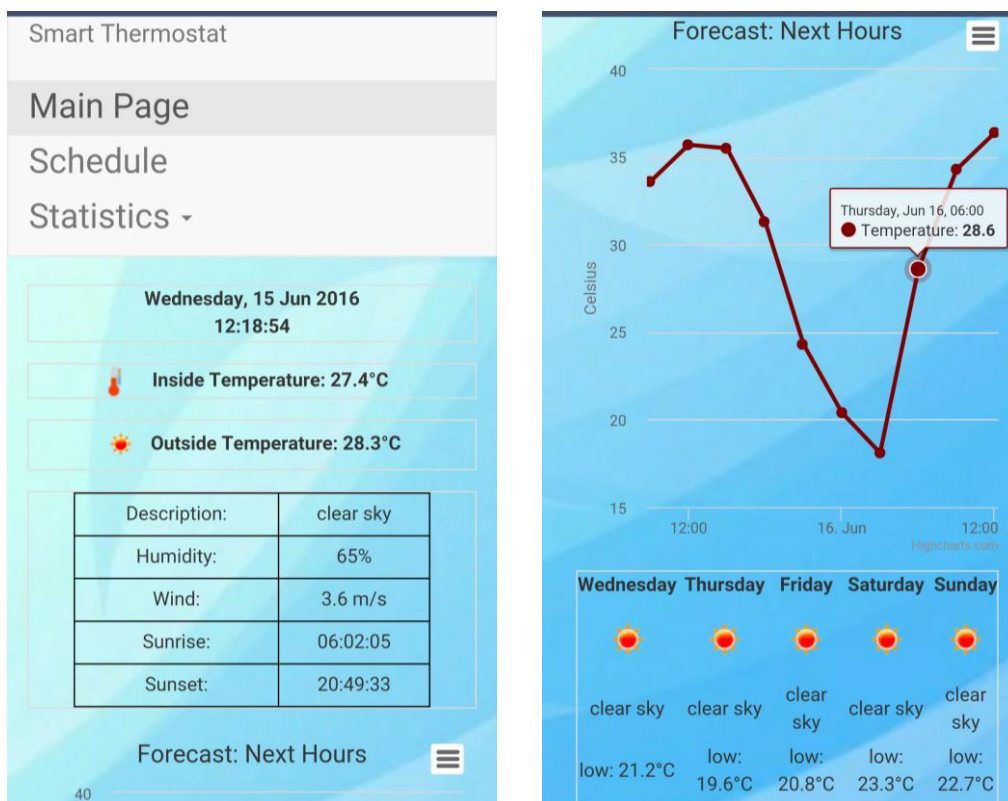 Smart Thermostat
Main Page
Schedule
Statistics
Wednesday, 15 Jun 2016
12:18:54
Inside Temperature: 27.4°C
Outside Temperature: 28.3°C
Description: clear sky
Humidity: 65%
Wind: 3.6 m/s
Sunrise: 06:02:05
Sunset: 20:49:33
Forecast: Next Hours
40
Forecast: Next Hours
40
35
30
25
20
15
Celsius
Thursday, Jun 16, 06:00
Temperature: 28.6
12:00 16. Jun 12:00
Highcharts.com
Wednesday Thursday Friday Saturday Sunday
clear sky clear sky clear sky clear sky clear sky
low: 21.2°C low: 19.6°C low: 20.8°C low: 23.3°C low: 22.7°C